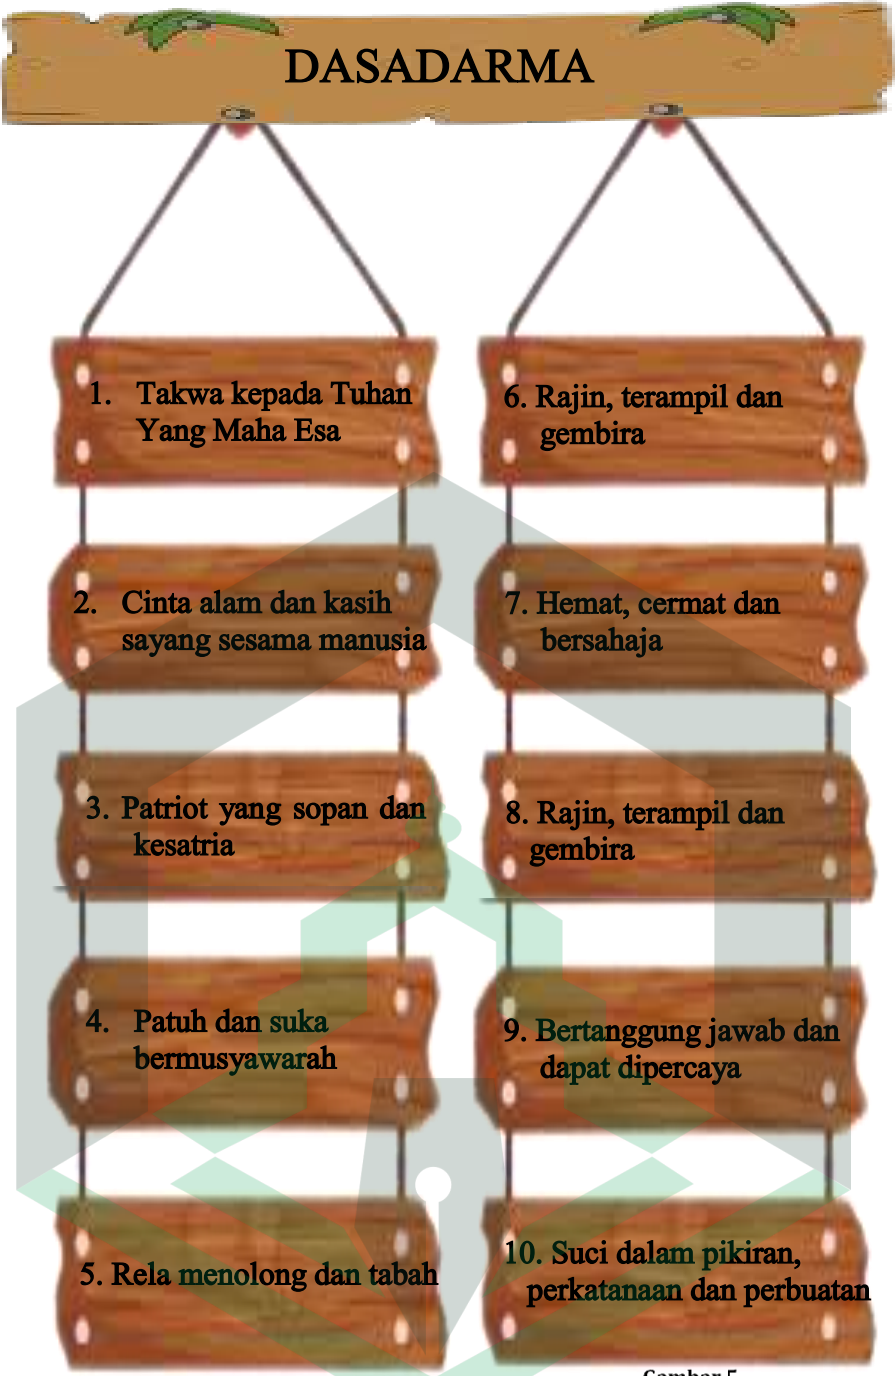 DASADARMA
1. Takwa kepada Tuhan
Yang Maha Esa
2. Cinta alam dan kasih
sayang sesama manusia
3. Patriot yang sopan dan
kesatria
4. Patuh dan suka
bermusyawarah
5. Rela menolong dan tabah
6. Rajin, terampil dan
gembira
7. Hemat, cermat dan
bersahaja
8. Rajin, terampil dan
gembira
9. Bertanggung jawab dan
dapat dipercaya
10. Suci dalam pikiran,
perkatanaan dan perbuatan